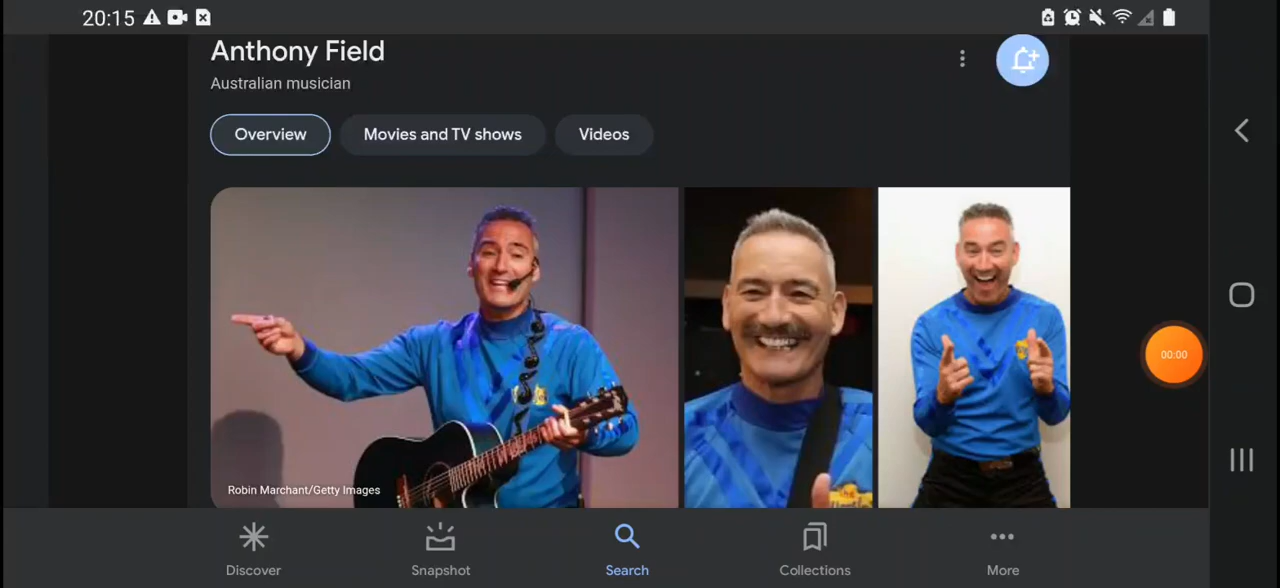 20:15
Anthony Field
Australian musician
Overview Movies and TV shows Videos
00:00
Robin Marchant/Getty Images
Discover Snapshot Search Collections More